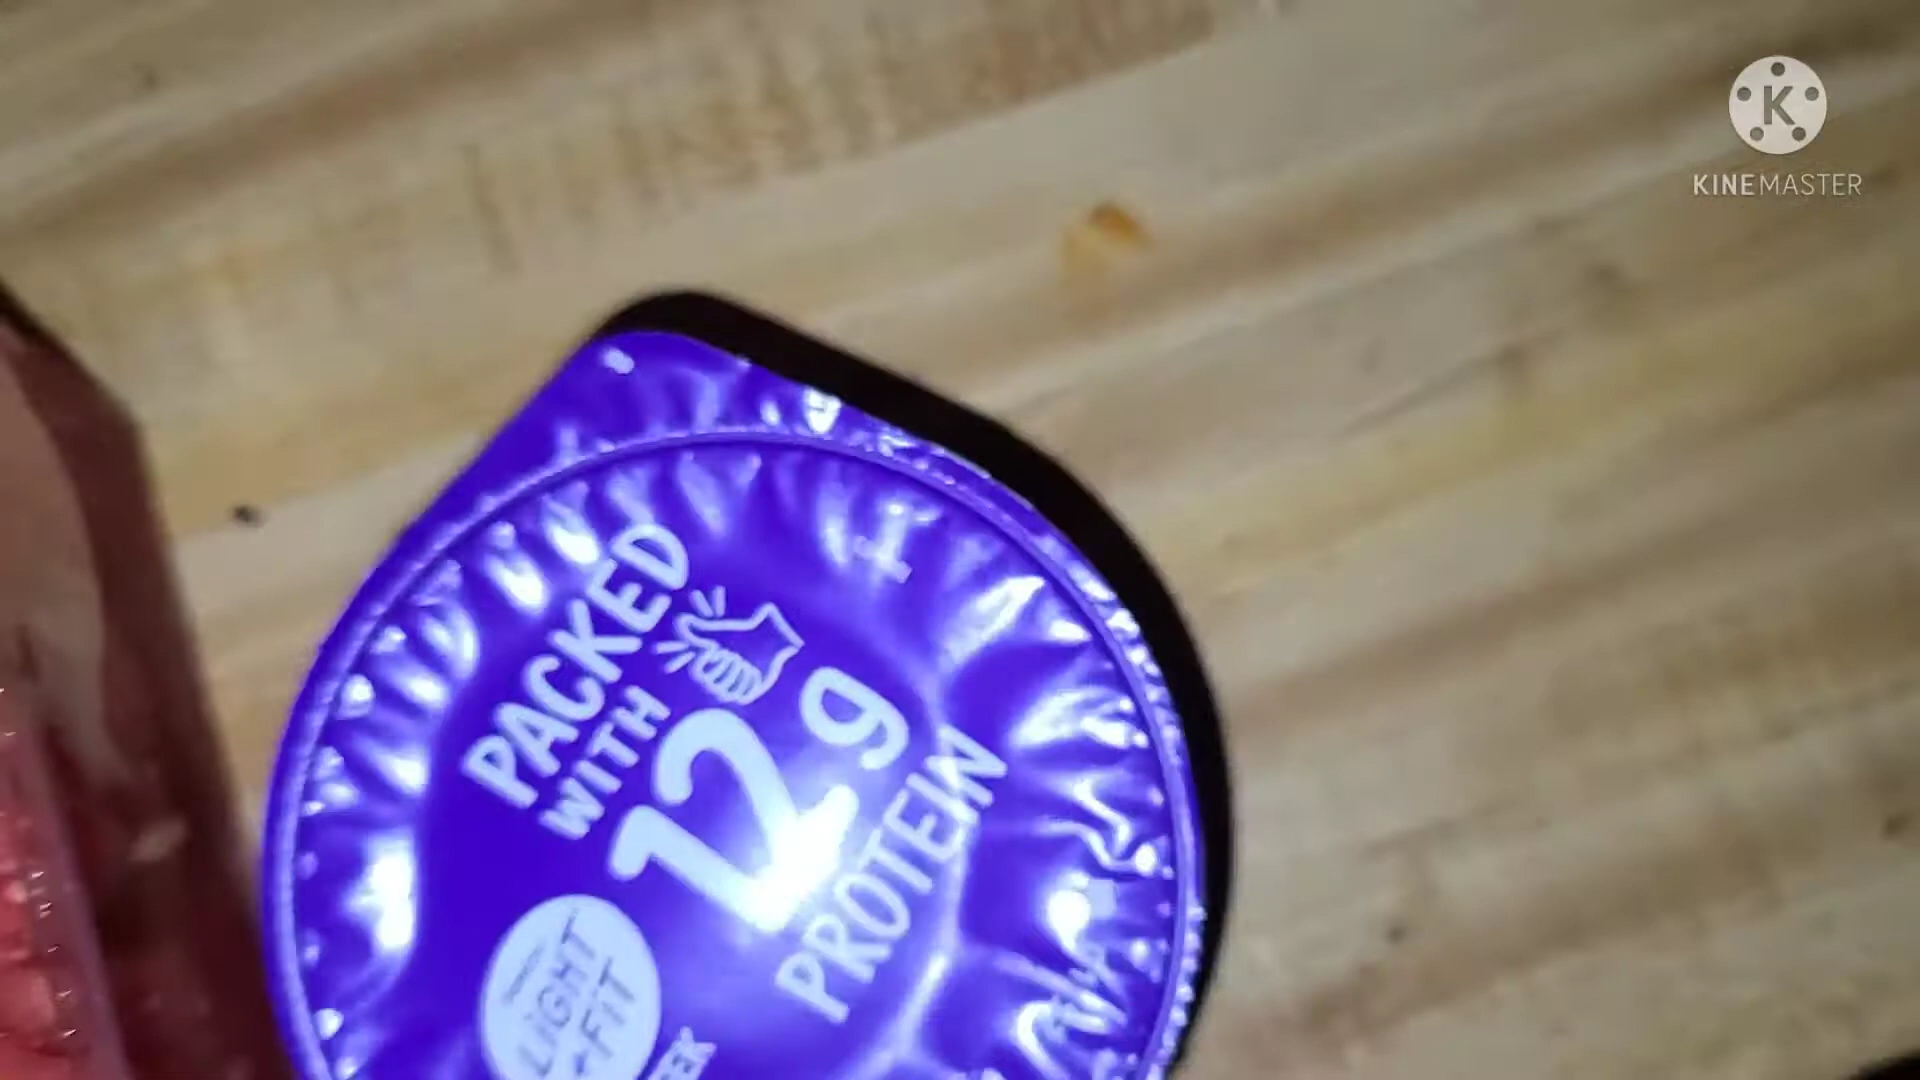 KINEMASTER
PACKED
WITH
12g
PROTEIN
LIGHT
+FIT